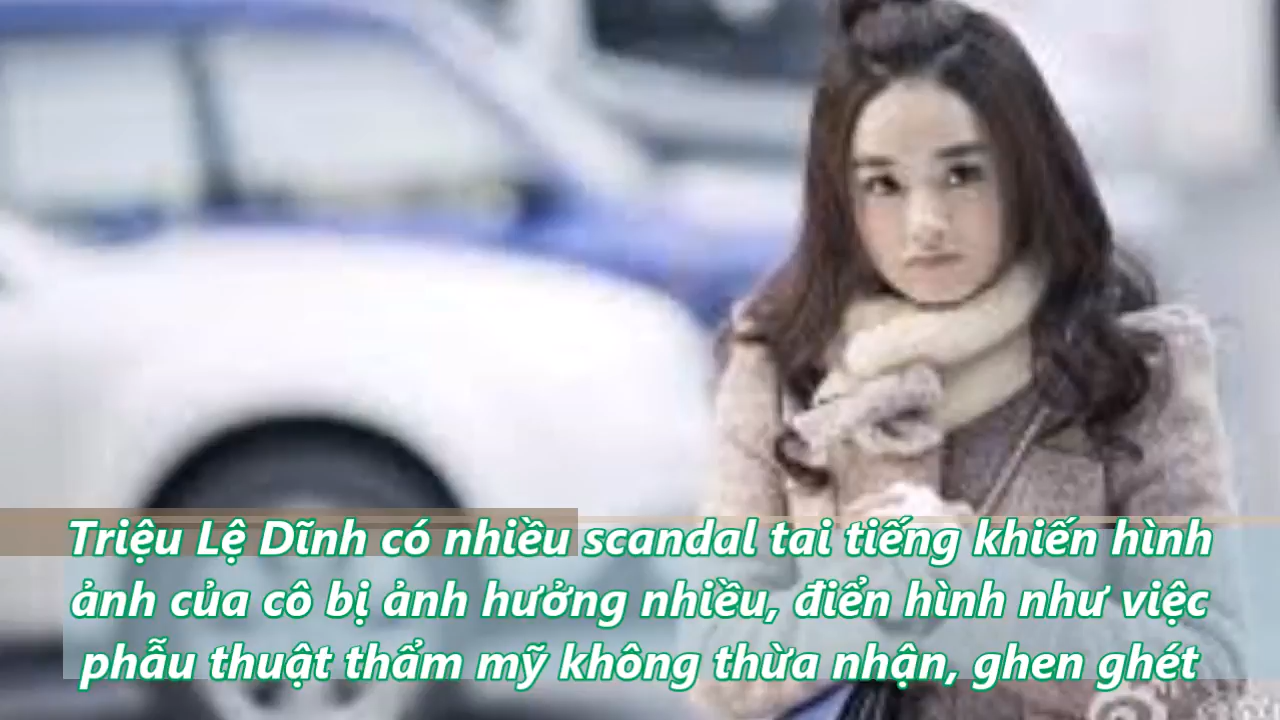 Triệu Lệ Dĩnh có nhiều scandal tai tiếng khiến hình
ảnh của cô bị ảnh hưởng nhiều, điển hình như việc
phẫu thuật thẩm mỹ không thừa nhận, ghen ghét